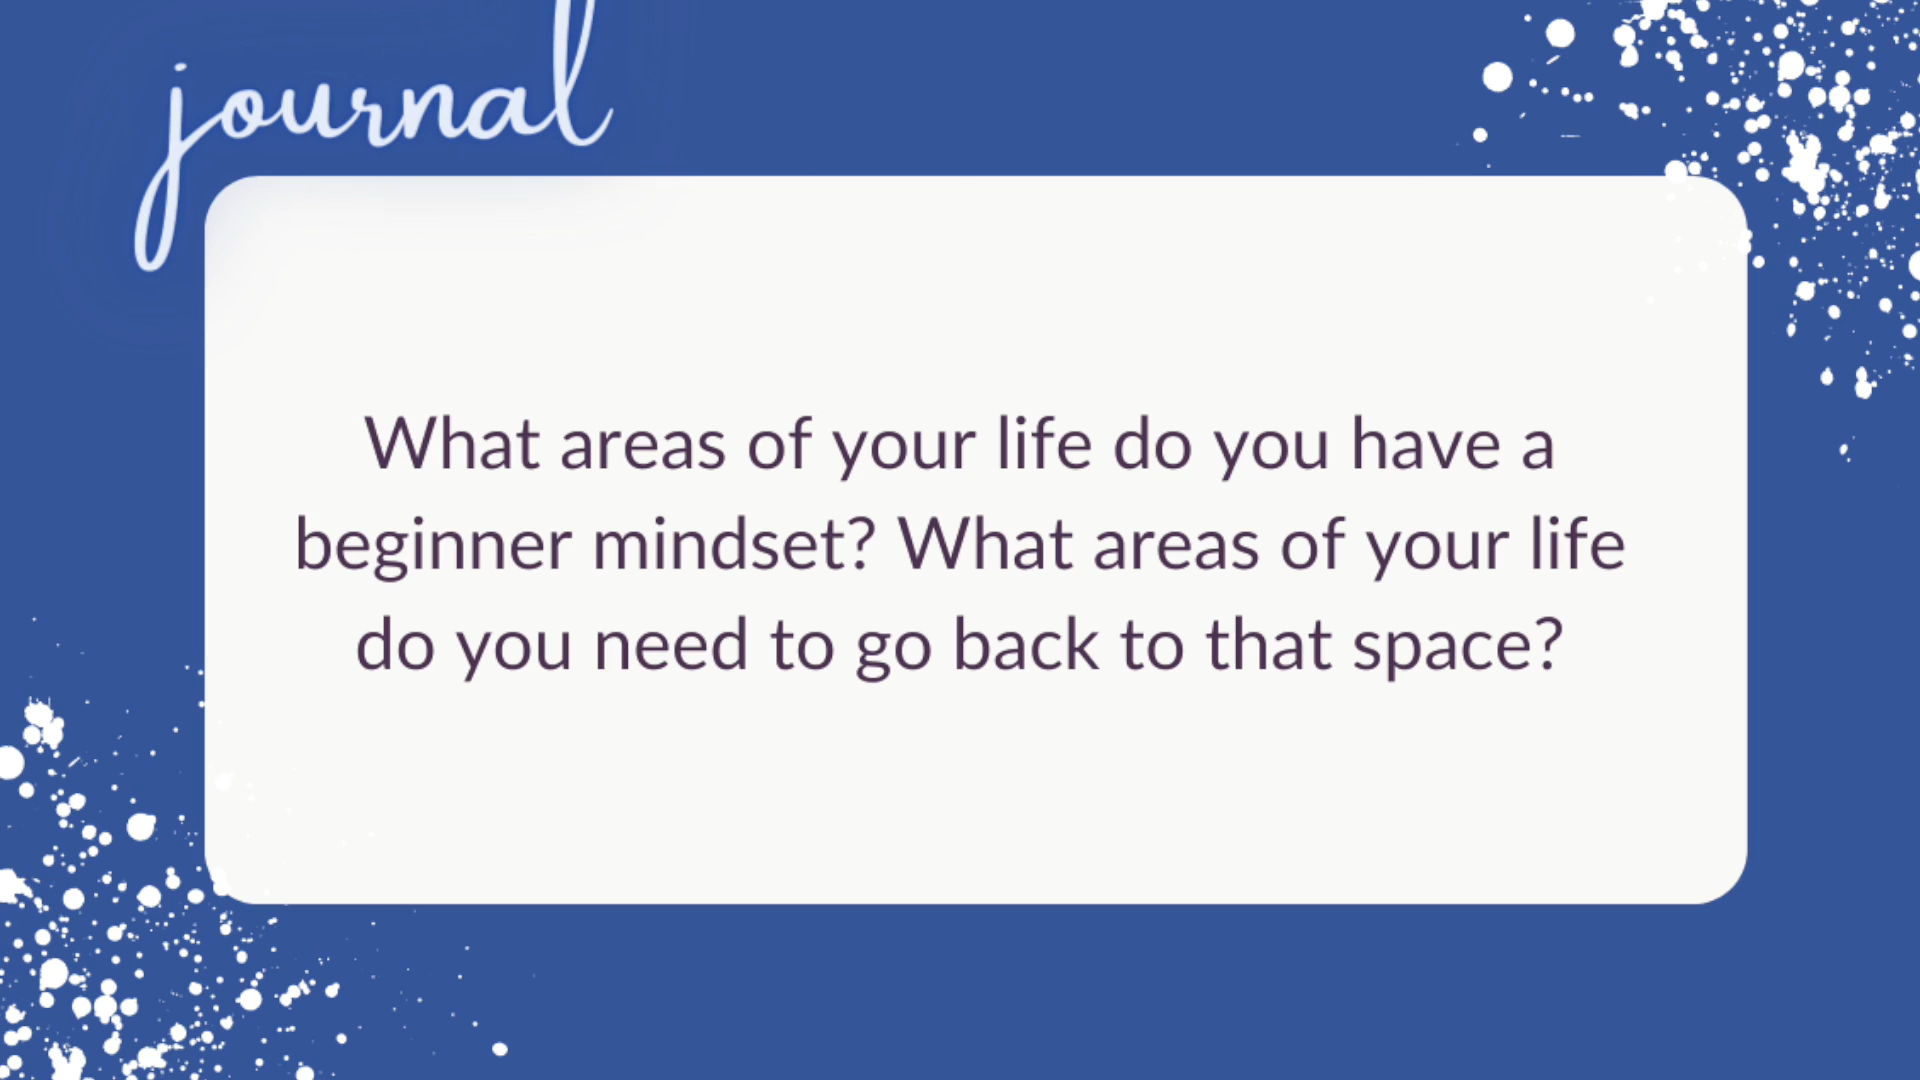 journal
What areas of your life do you have a
beginner mindset? What areas of your life
do you need to go back to that space?